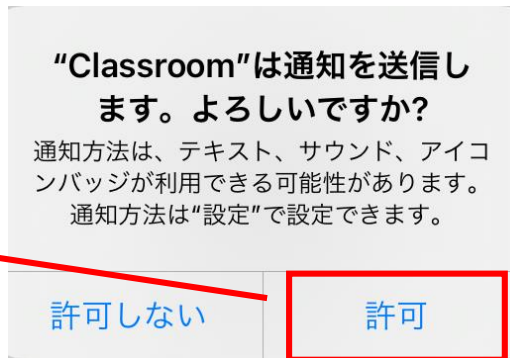 “Classroom”は通知を送信し
ます。よろしいですか?
通知方法は、テキスト、サウンド、アイコ
ンバッジが利用できる可能性があります。
通知方法は“設定”で設定できます。
許可しない
許可